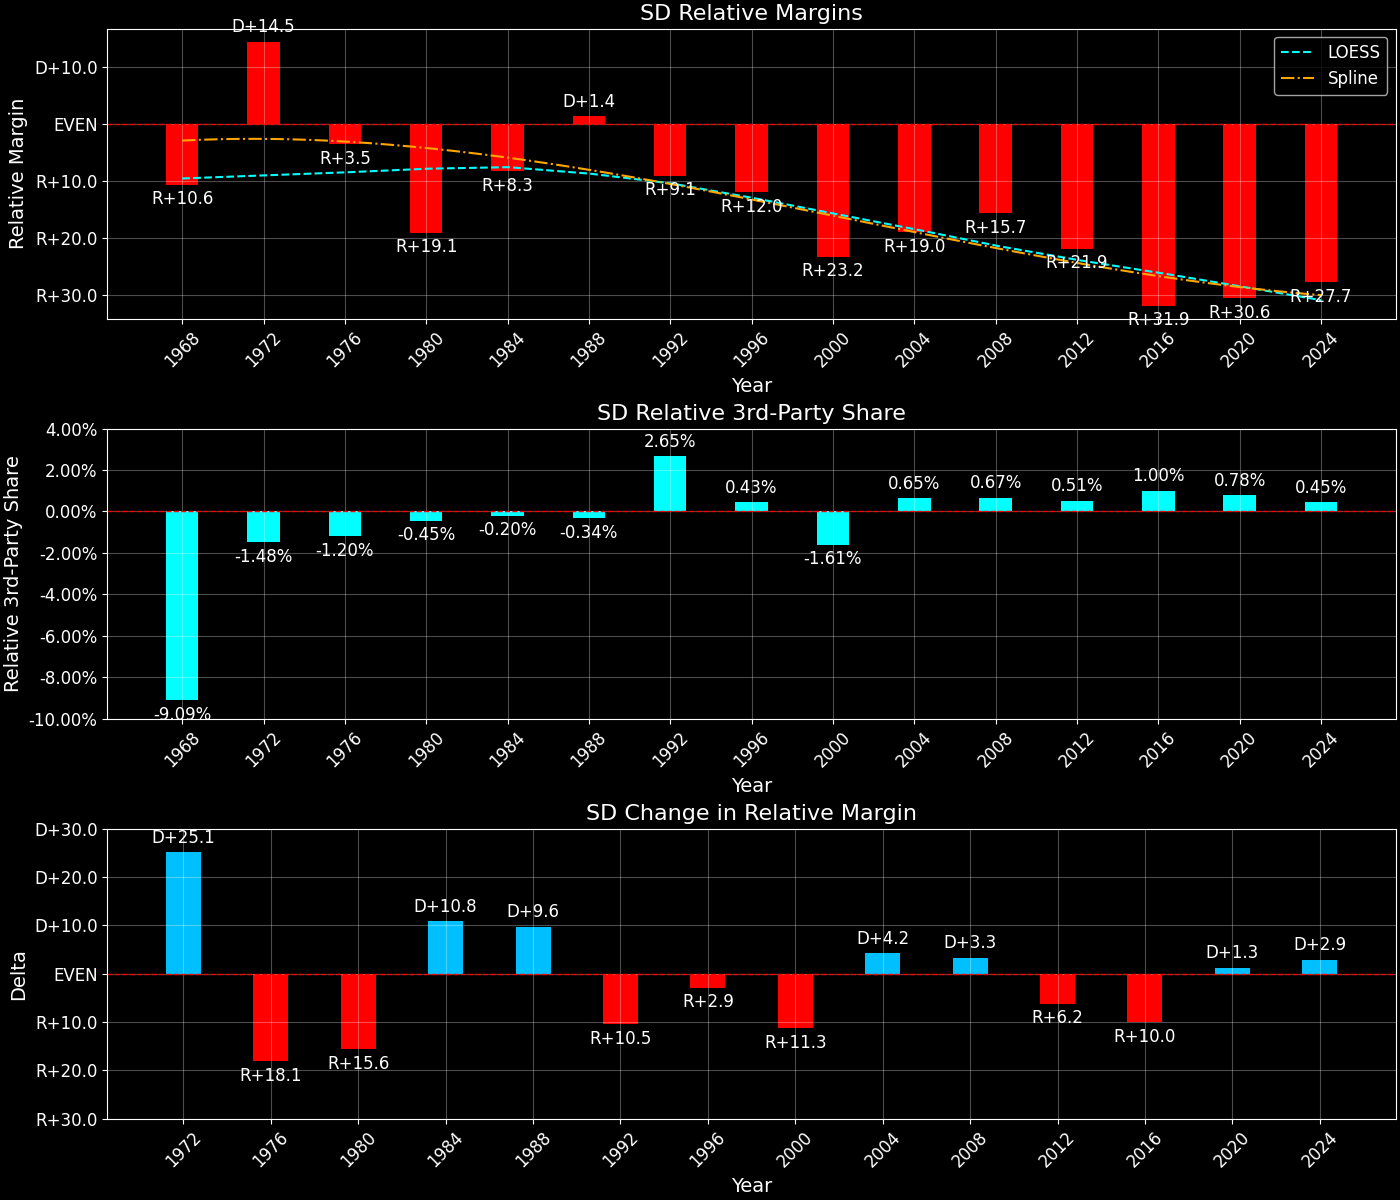 SD Relative Margins
Relative Margin
D+10.0
EVEN
R+10.0
R+20.0
R+30.0
R+10.6
D+14.5
R+3.5
R+19.1
R+8.3
D+1.4
R+9.1
R+12.0
R+23.2
R+19.0
R+15.7
R+21.9
R+31.9
R+30.6
R+27.7
LOESS
Spline
1968 1972 1976 1980 1984 1988 1992 1996 2000 2004 2008 2012 2016 2020 2024
Year
SD Relative 3rd-Party Share
Relative 3rd-Party Share
4.00%
2.00%
0.00%
-2.00%
-4.00%
-6.00%
-8.00%
-10.00%
-9.09%
-1.48%
-1.20%
-0.45%
-0.20%
-0.34%
2.65%
0.43%
-1.61%
0.65%
0.67%
0.51%
1.00%
0.78%
0.45%
1968 1972 1976 1980 1984 1988 1992 1996 2000 2004 2008 2012 2016 2020 2024
Year
SD Change in Relative Margin
Delta
D+30.0
D+20.0
D+10.0
EVEN
R+10.0
R+20.0
R+30.0
D+25.1
R+18.1
R+15.6
D+10.8
D+9.6
R+10.5
R+2.9
R+11.3
D+4.2
D+3.3
R+6.2
R+10.0
D+1.3
D+2.9
1972 1976 1980 1984 1988 1992 1996 2000 2004 2008 2012 2016 2020 2024
Year